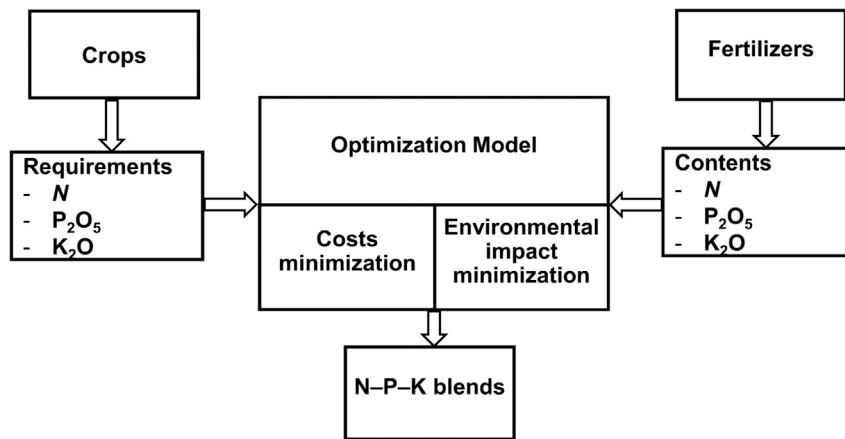 Crops
Fertilizers
Optimization Model
Requirements
- N
- P₂O₅
- K₂O
Contents
- N
- P₂O₅
- K₂O
Costs
minimization
Environmental
impact
minimization
N–P–K blends